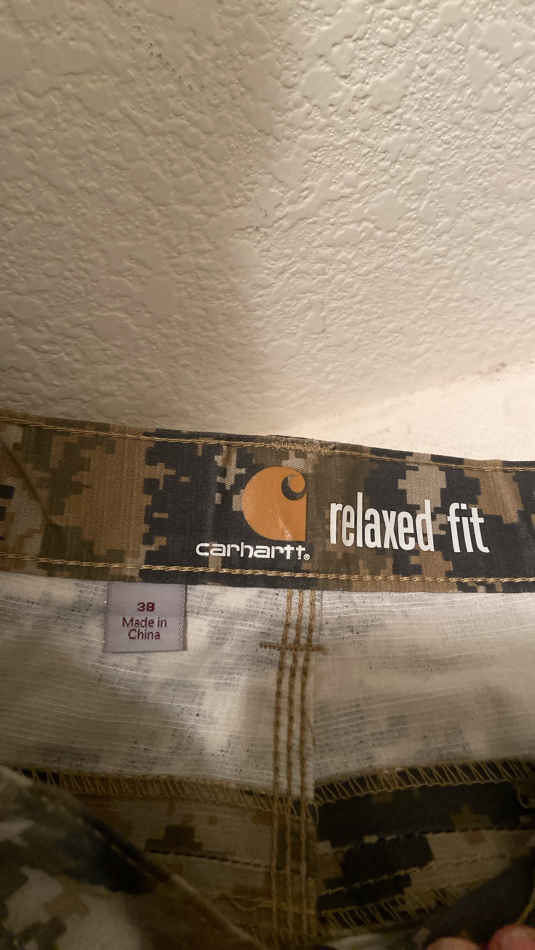 carhartt®
relaxed fit
38
Made in
China